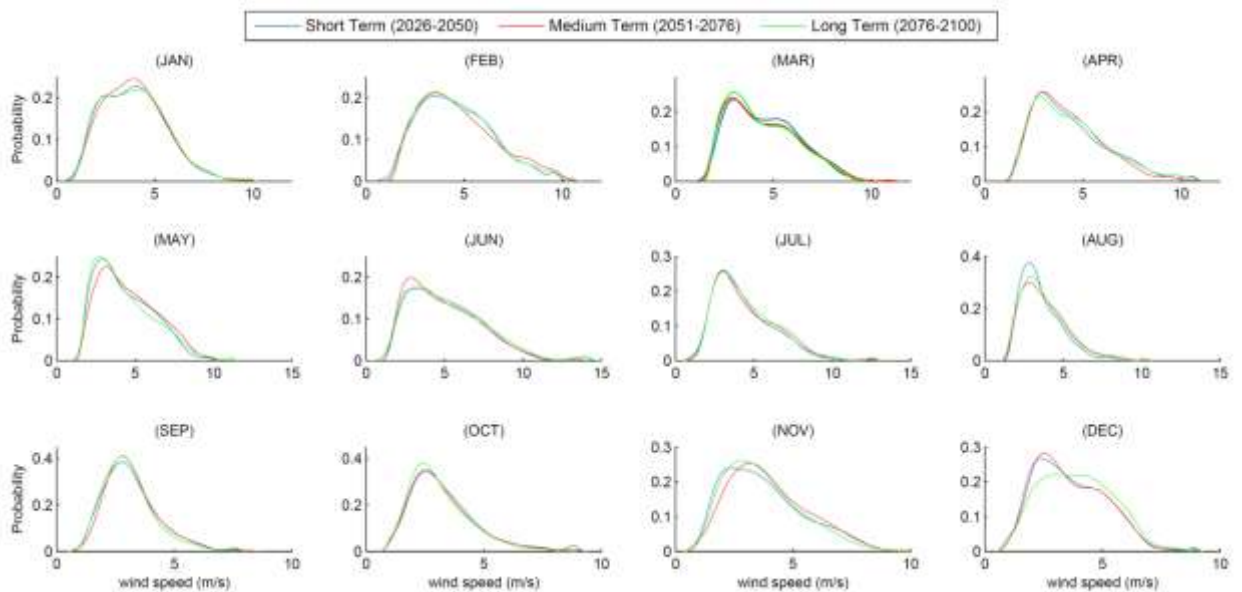 Short Term (2026-2050) Medium Term (2051-2076) Long Term (2076-2100)
(JAN) (FEB) (MAR) (APR)
Probability
0.2 0.2 0.3 0.3
0.1 0.1 0.2 0.2
0.1 0.1
0 0 0 0
0 5 10 0 5 10 0 5 10 0 5 10
(MAY) (JUN) (JUL) (AUG)
Probability
0.2 0.2 0.3 0.4
0.1 0.1 0.2 0.2
0.1
0 0 0 0
0 5 10 15 0 5 10 15 0 5 10 15 0 5 10 15
(SEP) (OCT) (NOV) (DEC)
Probability
0.4 0.4 0.3 0.3
0.2 0.2 0.2 0.2
0.1 0.1
0 0 0 0
0 5 10 0 5 10 0 5 10 0 5 10
wind speed (m/s) wind speed (m/s) wind speed (m/s) wind speed (m/s)